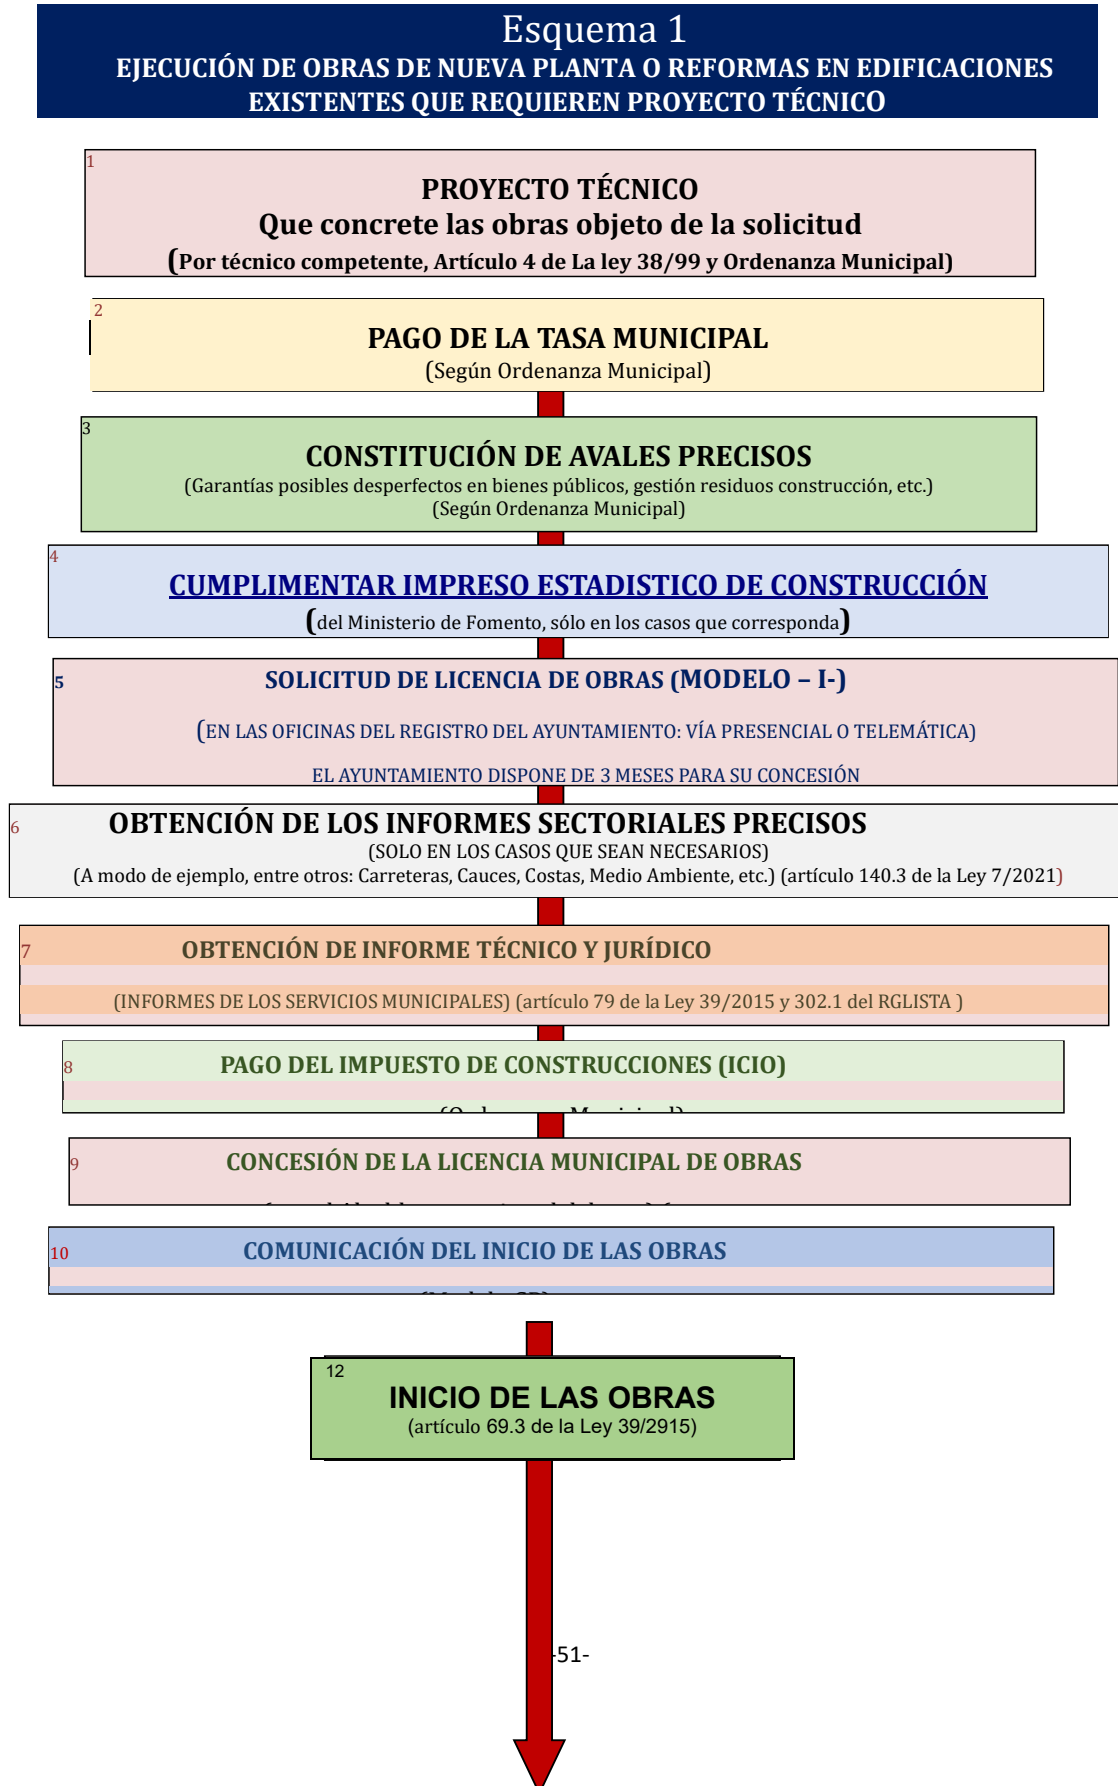 Esquema 1
EJECUCIÓN DE OBRAS DE NUEVA PLANTA O REFORMAS EN EDIFICACIONES
EXISTENTES QUE REQUIEREN PROYECTO TÉCNICO
1
PROYECTO TÉCNICO
Que concrete las obras objeto de la solicitud
(Por técnico competente, Artículo 4 de La ley 38/99 y Ordenanza Municipal)
2
PAGO DE LA TASA MUNICIPAL
(Según Ordenanza Municipal)
3
CONSTITUCIÓN DE AVALES PRECISOS
(Garantías posibles desperfectos en bienes públicos, gestión residuos construcción, etc.)
(Según Ordenanza Municipal)
4
CUMPLIMENTAR IMPRESO ESTADISTICO DE CONSTRUCCIÓN
(del Ministerio de Fomento, sólo en los casos que corresponda)
5 SOLICITUD DE LICENCIA DE OBRAS (MODELO – I-)
(EN LAS OFICINAS DEL REGISTRO DEL AYUNTAMIENTO: VÍA PRESENCIAL O TELEMÁTICA)
EL AYUNTAMIENTO DISPONE DE 3 MESES PARA SU CONCESIÓN
6 OBTENCIÓN DE LOS INFORMES SECTORIALES PRECISOS
(SOLO EN LOS CASOS QUE SEAN NECESARIOS)
(A modo de ejemplo, entre otros: Carreteras, Cauces, Costas, Medio Ambiente, etc.) (artículo 140.3 de la Ley 7/2021)
7 OBTENCIÓN DE INFORME TÉCNICO Y JURÍDICO
(INFORMES DE LOS SERVICIOS MUNICIPALES) (artículo 79 de la Ley 39/2015 y 302.1 del RGLISTA )
8 PAGO DEL IMPUESTO DE CONSTRUCCIONES (ICIO)
9 CONCESIÓN DE LA LICENCIA MUNICIPAL DE OBRAS
10 COMUNICACIÓN DEL INICIO DE LAS OBRAS
12
INICIO DE LAS OBRAS
(artículo 69.3 de la Ley 39/2915)
-51-